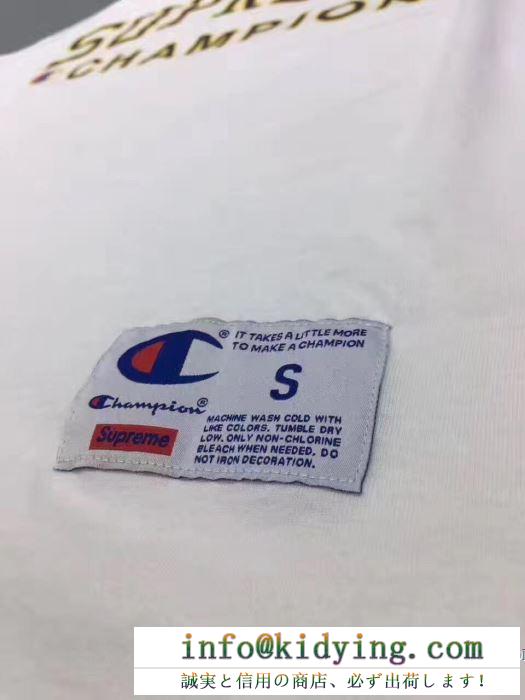 CHAMPION
® IT TAKES A LITTLE MORE
TO MAKE A CHAMPION
S
Champion®
Supreme
MACHINE WASH COLD WITH
LIKE COLORS. TUMBLE DRY
LOW. ONLY NON-CHLORINE
BLEACH WHEN NEEDED. DO
NOT IRON DECORATION.
info@kidying.com
誠実と信用の商店、必ず出荷します!